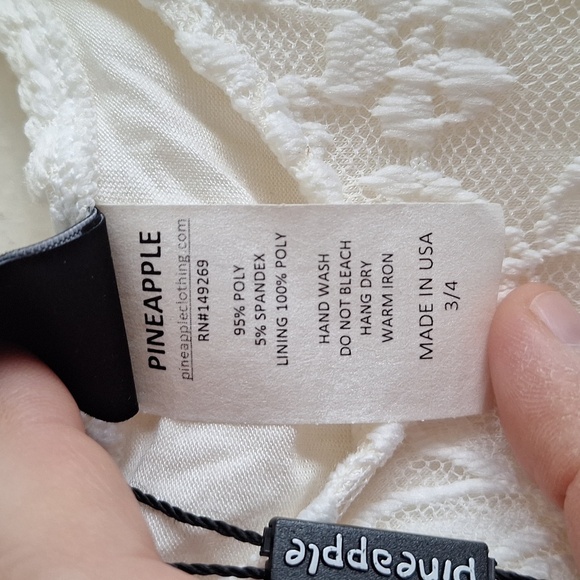 PINEAPPLE
pineappleclothing.com
RN#149269
95% POLY
5% SPANDEX
LINING 100% POLY
HAND WASH
DO NOT BLEACH
HANG DRY
WARM IRON
MADE IN USA
3/4
pineapple